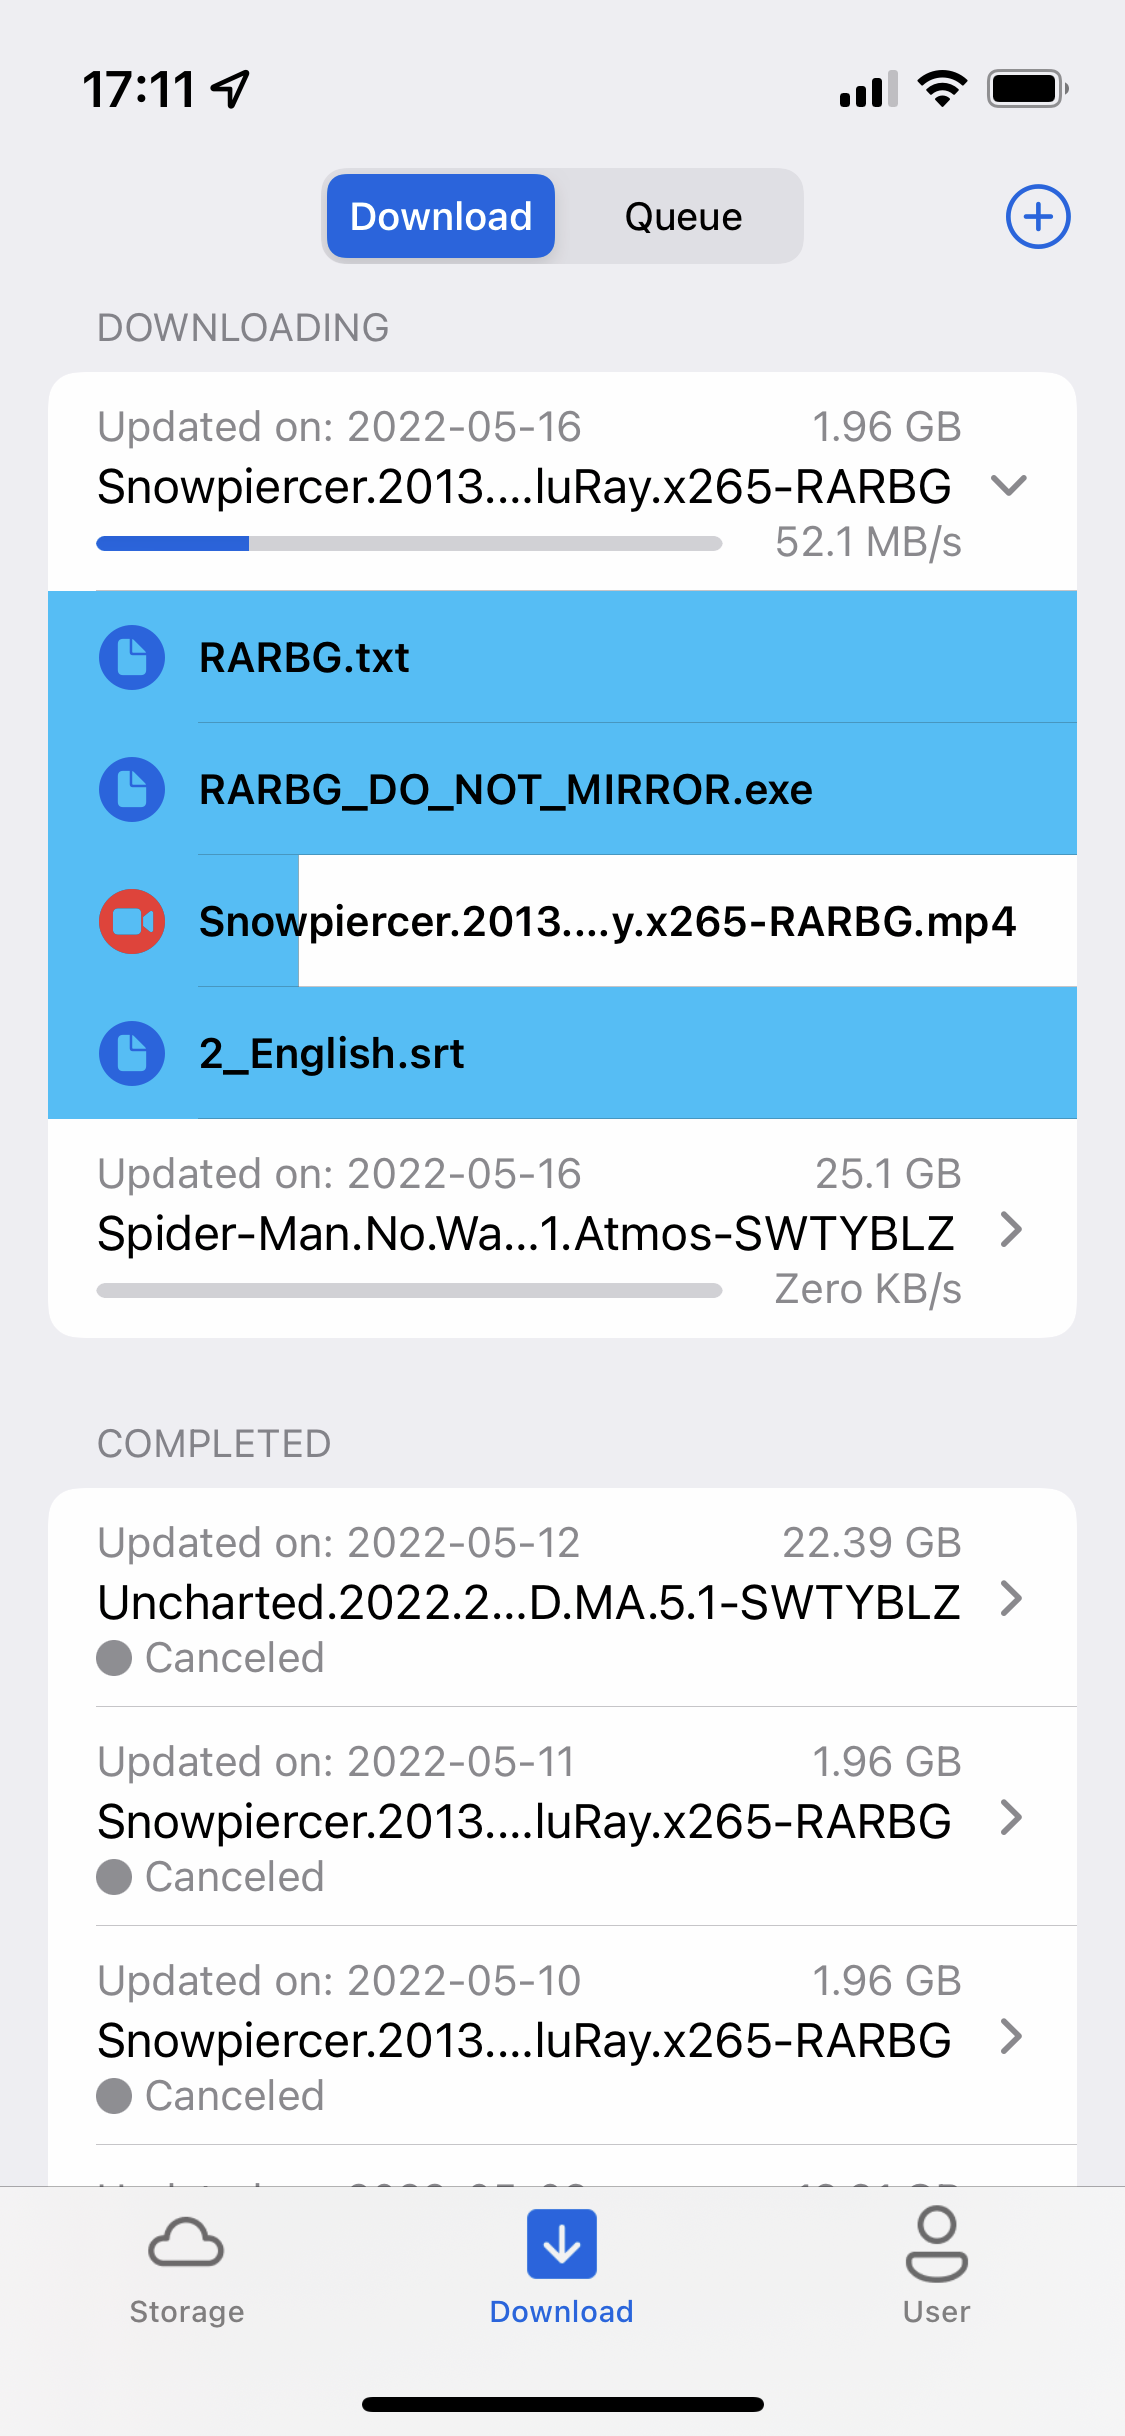 17:11
Download
Queue
DOWNLOADING
Updated on: 2022-05-16 1.96 GB
Snowpiercer.2013....luRay.x265-RARBG
52.1 MB/s
RARBG.txt
RARBG_DO_NOT_MIRROR.exe
Snowpiercer.2013....y.x265-RARBG.mp4
2_English.srt
Updated on: 2022-05-16 25.1 GB
Spider-Man.No.Wa...1.Atmos-SWTYBLZ
Zero KB/s
COMPLETED
Updated on: 2022-05-12 22.39 GB
Uncharted.2022.2...D.MA.5.1-SWTYBLZ
Canceled
Updated on: 2022-05-11 1.96 GB
Snowpiercer.2013....luRay.x265-RARBG
Canceled
Updated on: 2022-05-10 1.96 GB
Snowpiercer.2013....luRay.x265-RARBG
Canceled
Storage
Download
User